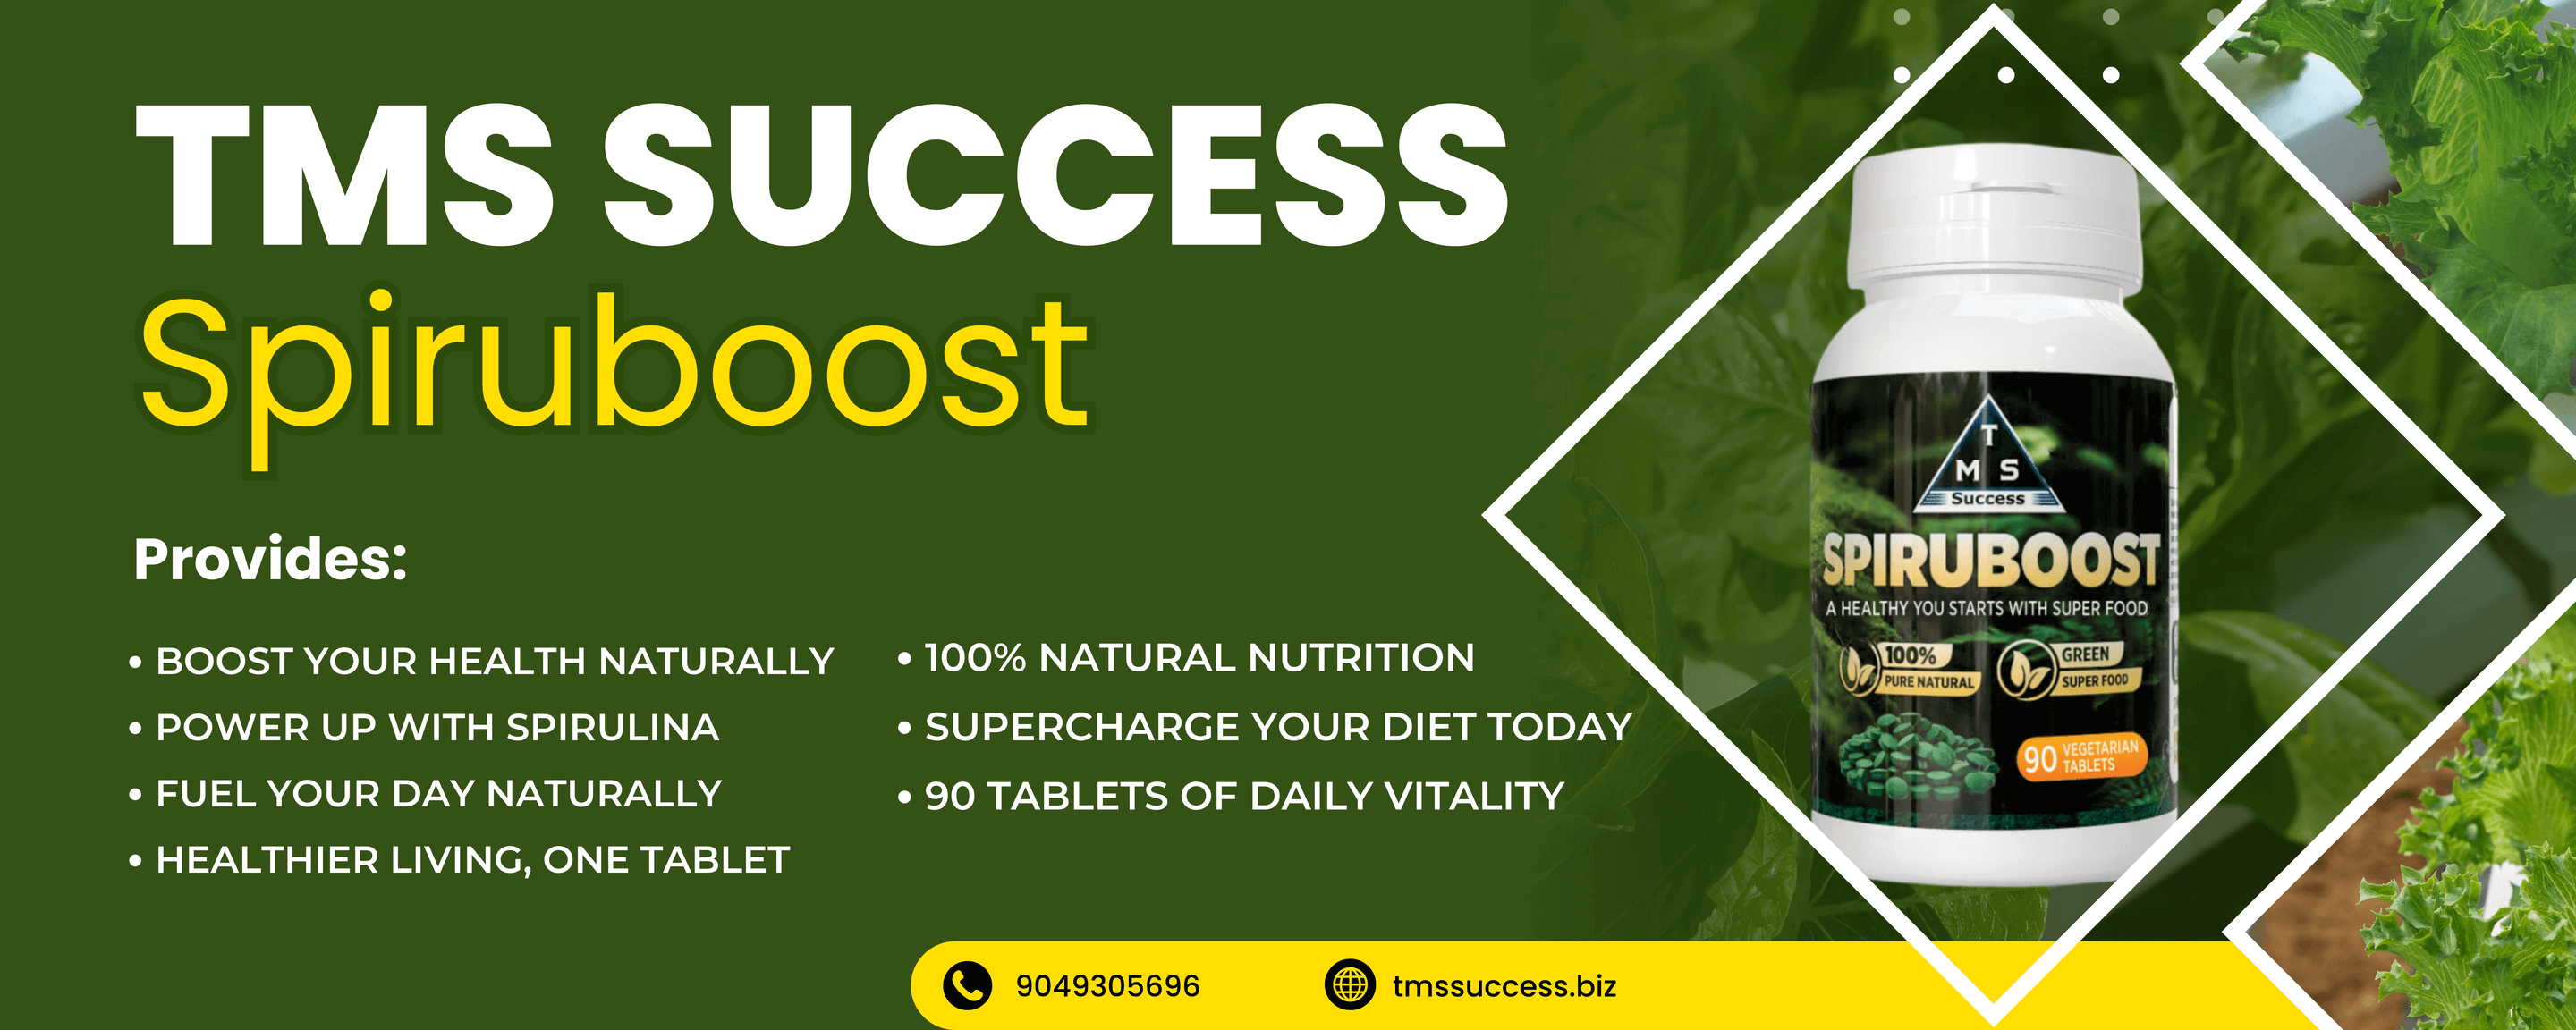 TMS SUCCESS
Spiruboost
Provides:
• BOOST YOUR HEALTH NATURALLY
• POWER UP WITH SPIRULINA
• FUEL YOUR DAY NATURALLY
• HEALTHIER LIVING, ONE TABLET
• 100% NATURAL NUTRITION
• SUPERCHARGE YOUR DIET TODAY
• 90 TABLETS OF DAILY VITALITY
T
M S
Success
SPIRUBOOST
A HEALTHY YOU STARTS WITH SUPER FOOD
100%
PURE NATURAL
GREEN
SUPER FOOD
90 VEGETARIAN
TABLETS
9049305696
tmssuccess.biz